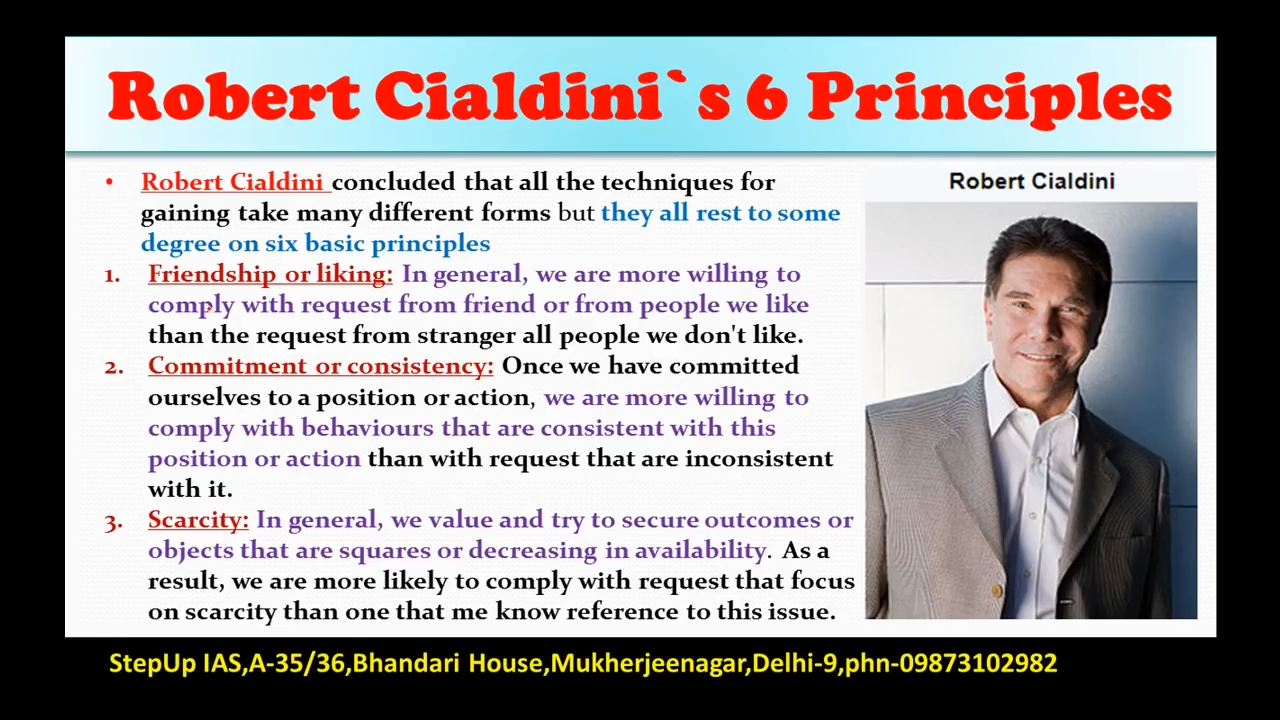 Robert Cialdini`s 6 Principles
• Robert Cialdini concluded that all the techniques for
gaining take many different forms but they all rest to some
degree on six basic principles
1. Friendship or liking: In general, we are more willing to
comply with request from friend or from people we like
than the request from stranger all people we don't like.
2. Commitment or consistency: Once we have committed
ourselves to a position or action, we are more willing to
comply with behaviours that are consistent with this
position or action than with request that are inconsistent
with it.
3. Scarcity: In general, we value and try to secure outcomes or
objects that are squares or decreasing in availability. As a
result, we are more likely to comply with request that focus
on scarcity than one that me know reference to this issue.
Robert Cialdini
StepUp IAS,A-35/36,Bhandari House,Mukherjeenagar,Delhi-9,phn-09873102982